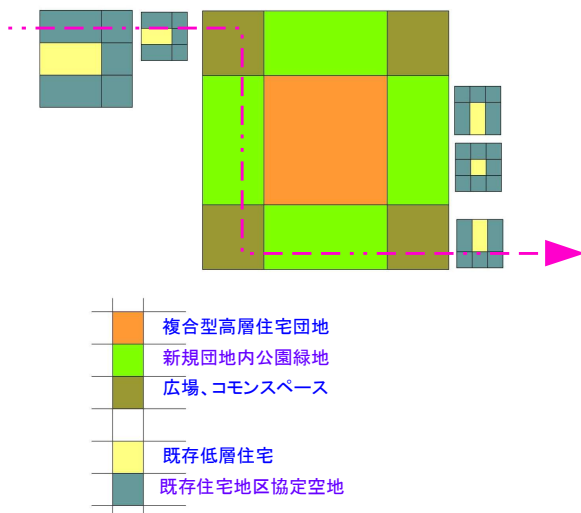 複合型高層住宅団地
新規団地内公園緑地
広場、コモンスペース
既存低層住宅
既存住宅地区協定空地